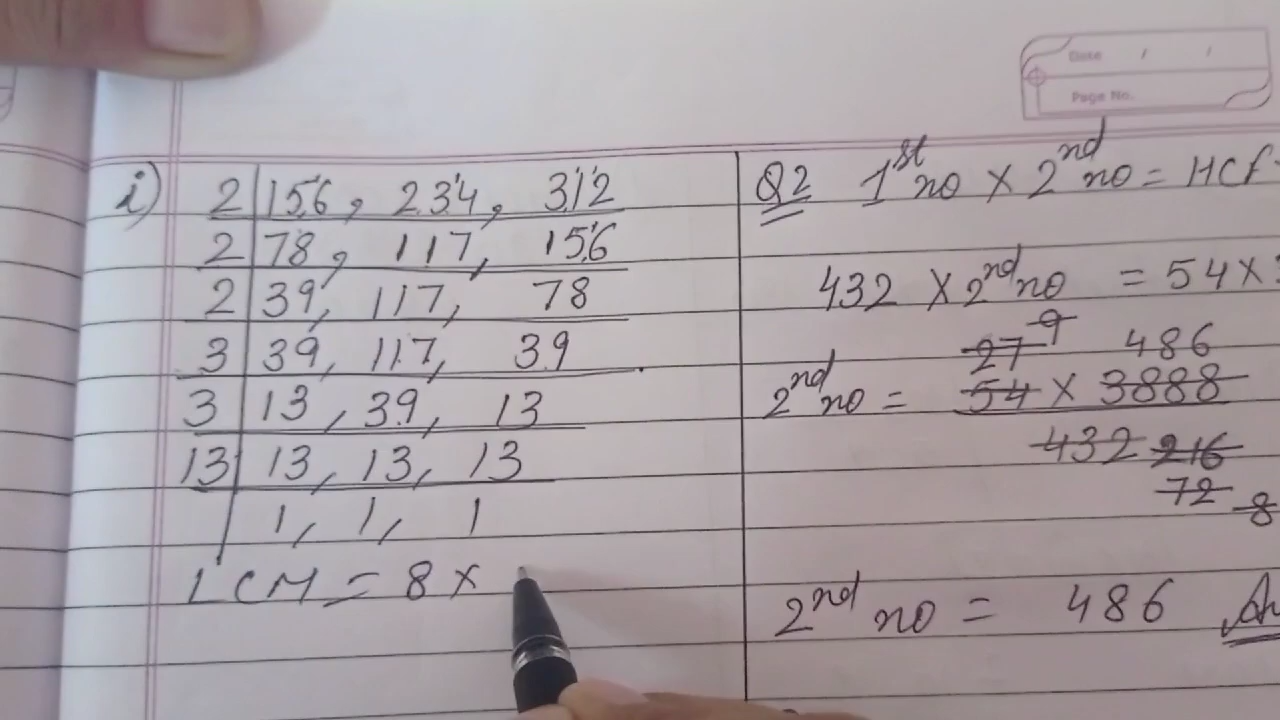 Date / /
Page No.
i) 2 | 156, 234, 312
2 | 78, 117, 156
2 | 39, 117, 78
3 | 39, 117, 39
3 | 13, 39, 13
13 | 13, 13, 13
| 1, 1, 1
LCM = 8 ×
Q2 1st no × 2nd no = HCF
432 × 2nd no = 54 ×
27 9 486
2nd no = 54 × 3888
432 216
72 8
2nd no = 486